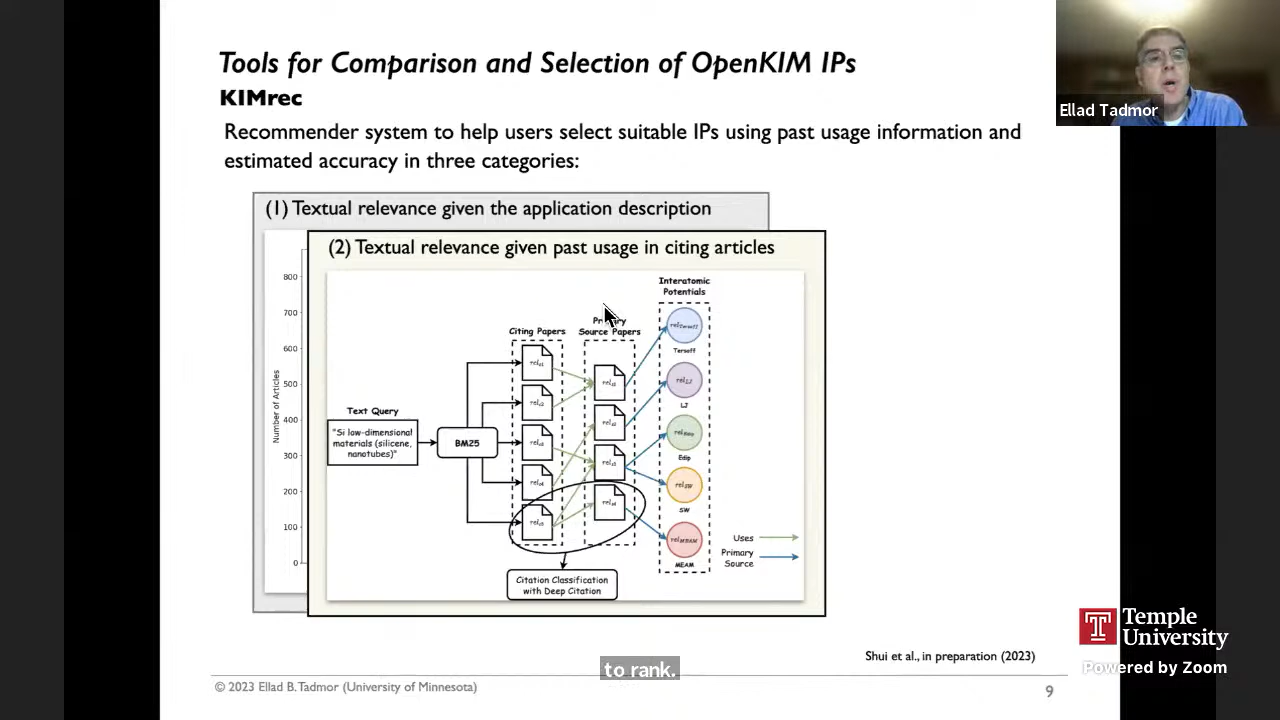 Tools for Comparison and Selection of OpenKIM IPs
KIMrec
Recommender system to help users select suitable IPs using past usage information and
estimated accuracy in three categories:
(1) Textual relevance given the application description
(2) Textual relevance given past usage in citing articles
Number of Articles
800
700
600
500
400
300
200
100
0
Text Query
"Si low-dimensional
materials (silicene,
nanotubes)"
BM25
Citing Papers
Source Papers
Interatomic
Potentials
Tersoff
LJ
Edip
SW
MEAM
Uses
Primary
Source
Citation Classification
with Deep Citation
Shui et al., in preparation (2023)
to rank.
© 2023 Ellad B. Tadmor (University of Minnesota)
9
Ellad Tadmor
Temple
University
Powered by Zoom